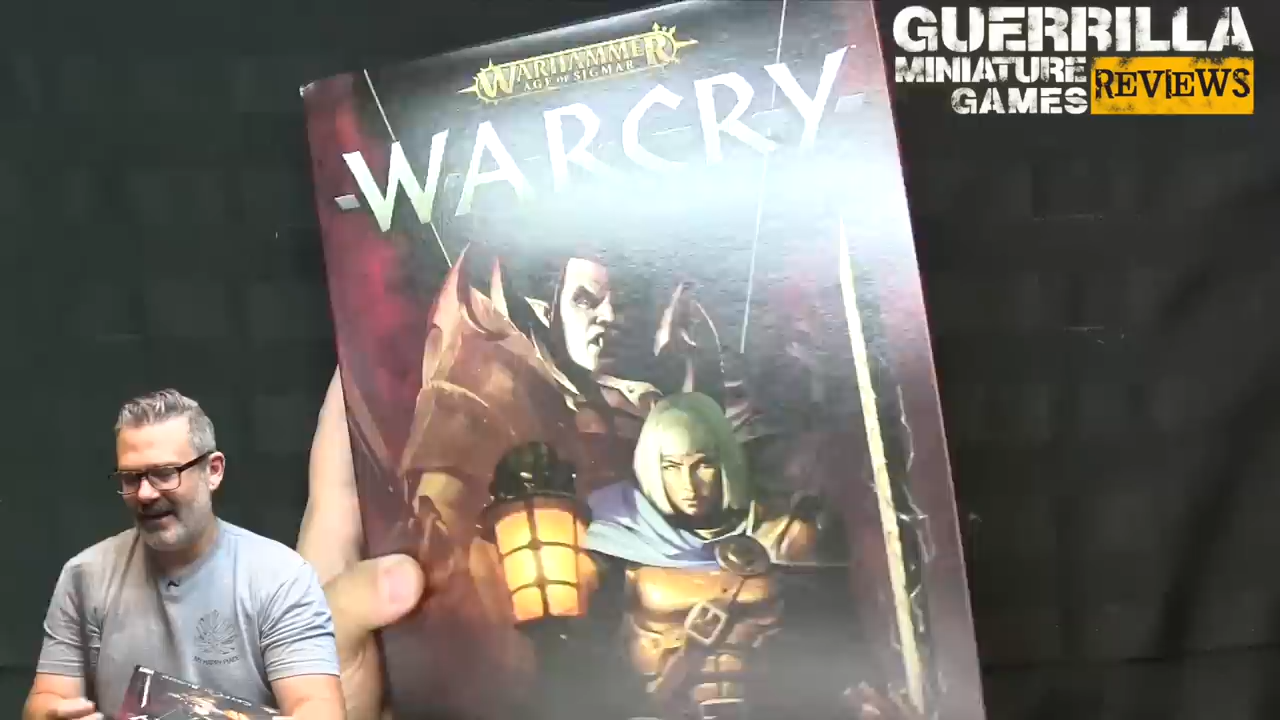 WARHAMMER
AGE OF SIGMAR
WARCRY
GUERRILLA
MINIATURE
GAMES
REVIEWS